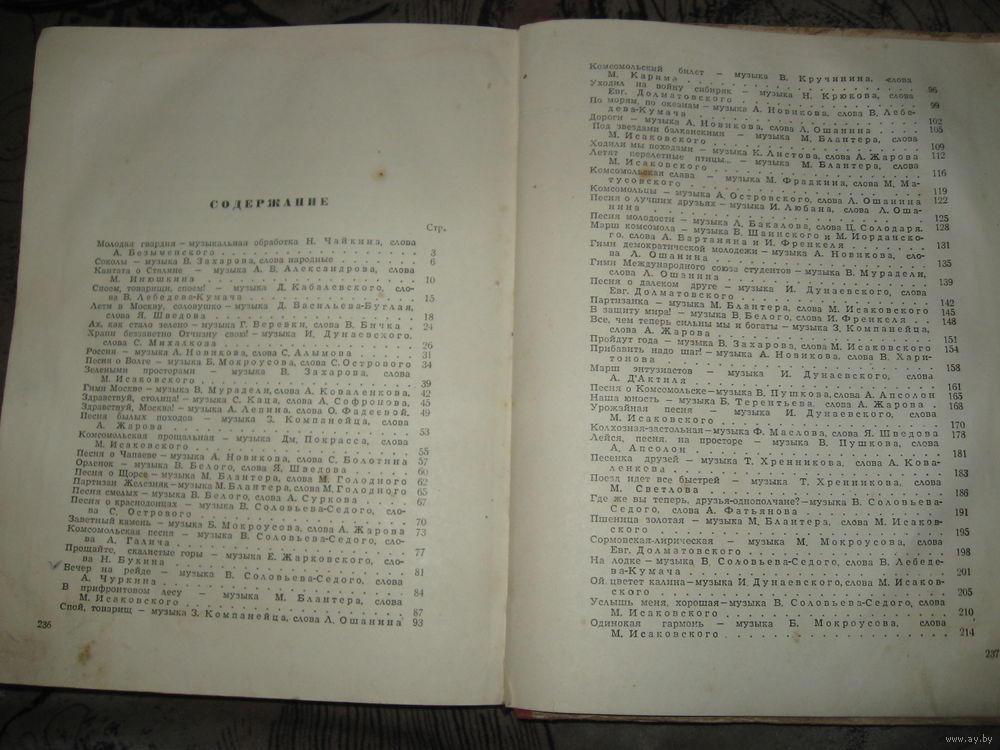 СОДЕРЖАНИЕ
Стр.
Молодая гвардия — музыкальная обработка Н. Чайкина, слова
А. Безыменского . . . 3
Соколы — музыка В. Захарова, слова народные . . . 6
Кантата о Сталине — музыка А. В. Александрова, слова
М. Инюшкина . . . 10
Споем, товарищи, споем! — музыка Д. Кабалевского, сло-
ва В. Лебедева-Кумача . . . 15
Лети в Москву, соловушко — музыка Д. Васильева-Буглая,
слова Я. Шведова . . . 18
Ах, как стало зелено — музыка Г. Веревки, слова В. Бычка . 24
Храни беззаветно Отчизну свою! — музыка И. Дунаевского,
слова С. Михалкова . . . 26
Россия — музыка А. Новикова, слова С. Алымова . . . 31
Песня о Волге — музыка Б. Мокроусова, слова С. Острового 34
Зелеными просторами — музыка В. Захарова, слова
М. Исаковского . . . 39
Гимн Москве — музыка В. Мурадели, слова А. Коваленкова. 42
Здравствуй, столица! — музыка С. Каца, слова А. Софронова, 45
Здравствуй, Москва! — музыка А. Лепина, слова О. Фадеевой. 49
Песня былых походов — музыка З. Компанейца, слова
А. Жарова . . . 53
Комсомольская прощальная — музыка Дм. Покрасса, слова
М. Исаковского . . . 55
Песня о Чапаеве — музыка А. Новикова, слова С. Болотина 57
Орленок — музыка В. Белого, слова Я. Шведова . . . 60
Песня о Щорсе — музыка М. Блантера, слова М. Голодного 62
Партизан Железняк — музыка М. Блантера, слова М. Голодного 65
Песня смелых — музыка В. Белого, слова А. Суркова . . . 67
Песня о краснодонцах — музыка В. Соловьева-Седого, сло-
ва С. Острового . . . 70
Заветный камень — музыка Б. Мокроусова, слова А. Жарова 73
Комсомольская песня — музыка В. Соловьева-Седого, сло-
ва А. Галича . . . 77
Прощайте, скалистые горы — музыка Е. Жарковского, сло-
ва Н. Букина . . . 81
Вечер на рейде — музыка В. Соловьева-Седого, слова
А. Чуркина . . . 84
В прифронтовом лесу — музыка М. Блантера, слова
М. Исаковского . . . 87
Спой, товарищ — музыка З. Компанейца, слова Л. Ошанина 93
236
Комсомольский билет — музыка В. Кручинина, слова
М. Карима . . . 96
Уходил на войну сибиряк — музыка Н. Крюкова, слова
Евг. Долматовского . . . 99
По морям, по океанам — музыка А. Новикова, слова В. Лебе-
дева-Кумача . . . 102
Дороги — музыка А. Новикова, слова Л. Ошанина . . . 105
Под звездами балканскими — музыка М. Блантера, слова
М. Исаковского . . . 109
Ходили мы походами — музыка К. Листова, слова А. Жарова 112
Летят перелетные птицы... — музыка М. Блантера, слова
М. Исаковского . . . 116
Комсомольская слава — музыка М. Фрадкина, слова М. Ма-
тусовского . . . 119
Комсомольцы — музыка А. Островского, слова Л. Ошанина 122
Песня о лучших друзьях — музыка И. Любана, слова Л. Оша-
нина . . . 125
Песня молодости — музыка Л. Бакалова, слова Ц. Солодаря. 128
Марш комсомола — музыка В. Шаинского и М. Иорданско-
го, слова А. Вартаняна и И. Френкеля . . . 131
Гимн демократической молодежи — музыка А. Новикова, сло-
ва Л. Ошанина . . . 135
Гимн Международного союза студентов — музыка В. Мурадели,
слова Л. Ошанина . . . 139
Песня о далеком друге — музыка И. Дунаевского, слова
Евг. Долматовского . . . 142
Партизанка — музыка М. Блантера, слова М. Исаковского 145
В защиту мира! — музыка В. Белого, слова И. Френкеля . . 148
Все, чем теперь сильны мы и богаты — музыка З. Компанейца,
слова А. Жарова . . . 151
Пройдут года — музыка В. Захарова, слова М. Исаковского 154
Прибавить надо шаг! — музыка А. Новикова, слова В. Хари-
тонова . . . 158
Марш энтузиастов — музыка И. Дунаевского, слова
А. Д'Актиля . . . 161
Песня о Комсомольске — музыка В. Пушкова, слова А. Апсолон 165
Наша юность — музыка Б. Терентьева, слова А. Жарова . . 168
Урожайная песня — музыка И. Дунаевского, слова
М. Исаковского . . . 170
Колхозная-застольная — музыка Ф. Маслова, слова Я. Шведова 178
Лейся, песня, на просторе — музыка В. Пушкова, слова
А. Апсолон . . . 181
Песенка друзей — музыка Т. Хренникова, слова А. Кова-
ленкова . . . 183
Поезд идет все быстрей — музыка Т. Хренникова, слова
М. Светлова . . . 186
Где же вы теперь, друзья-однополчане? — музыка В. Соловьева-
Седого, слова А. Фатьянова . . . 191
Пшеница золотая — музыка М. Блантера, слова М. Исаков-
ского . . . 195
Сормовская-лирическая — музыка М. Мокроусова, слова
Евг. Долматовского . . . 198
На лодке — музыка В. Соловьева-Седого, слова В. Лебеде-
ва-Кумача . . . 201
Ой цветет калина — музыка И. Дунаевского, слова М. Исаков-
ского . . . 205
Услышь меня, хорошая — музыка В. Соловьева-Седого, слова
М. Исаковского . . . 210
Одинокая гармонь — музыка Б. Мокроусова, слова
М. Исаковского . . . 214
237
www.ay.by